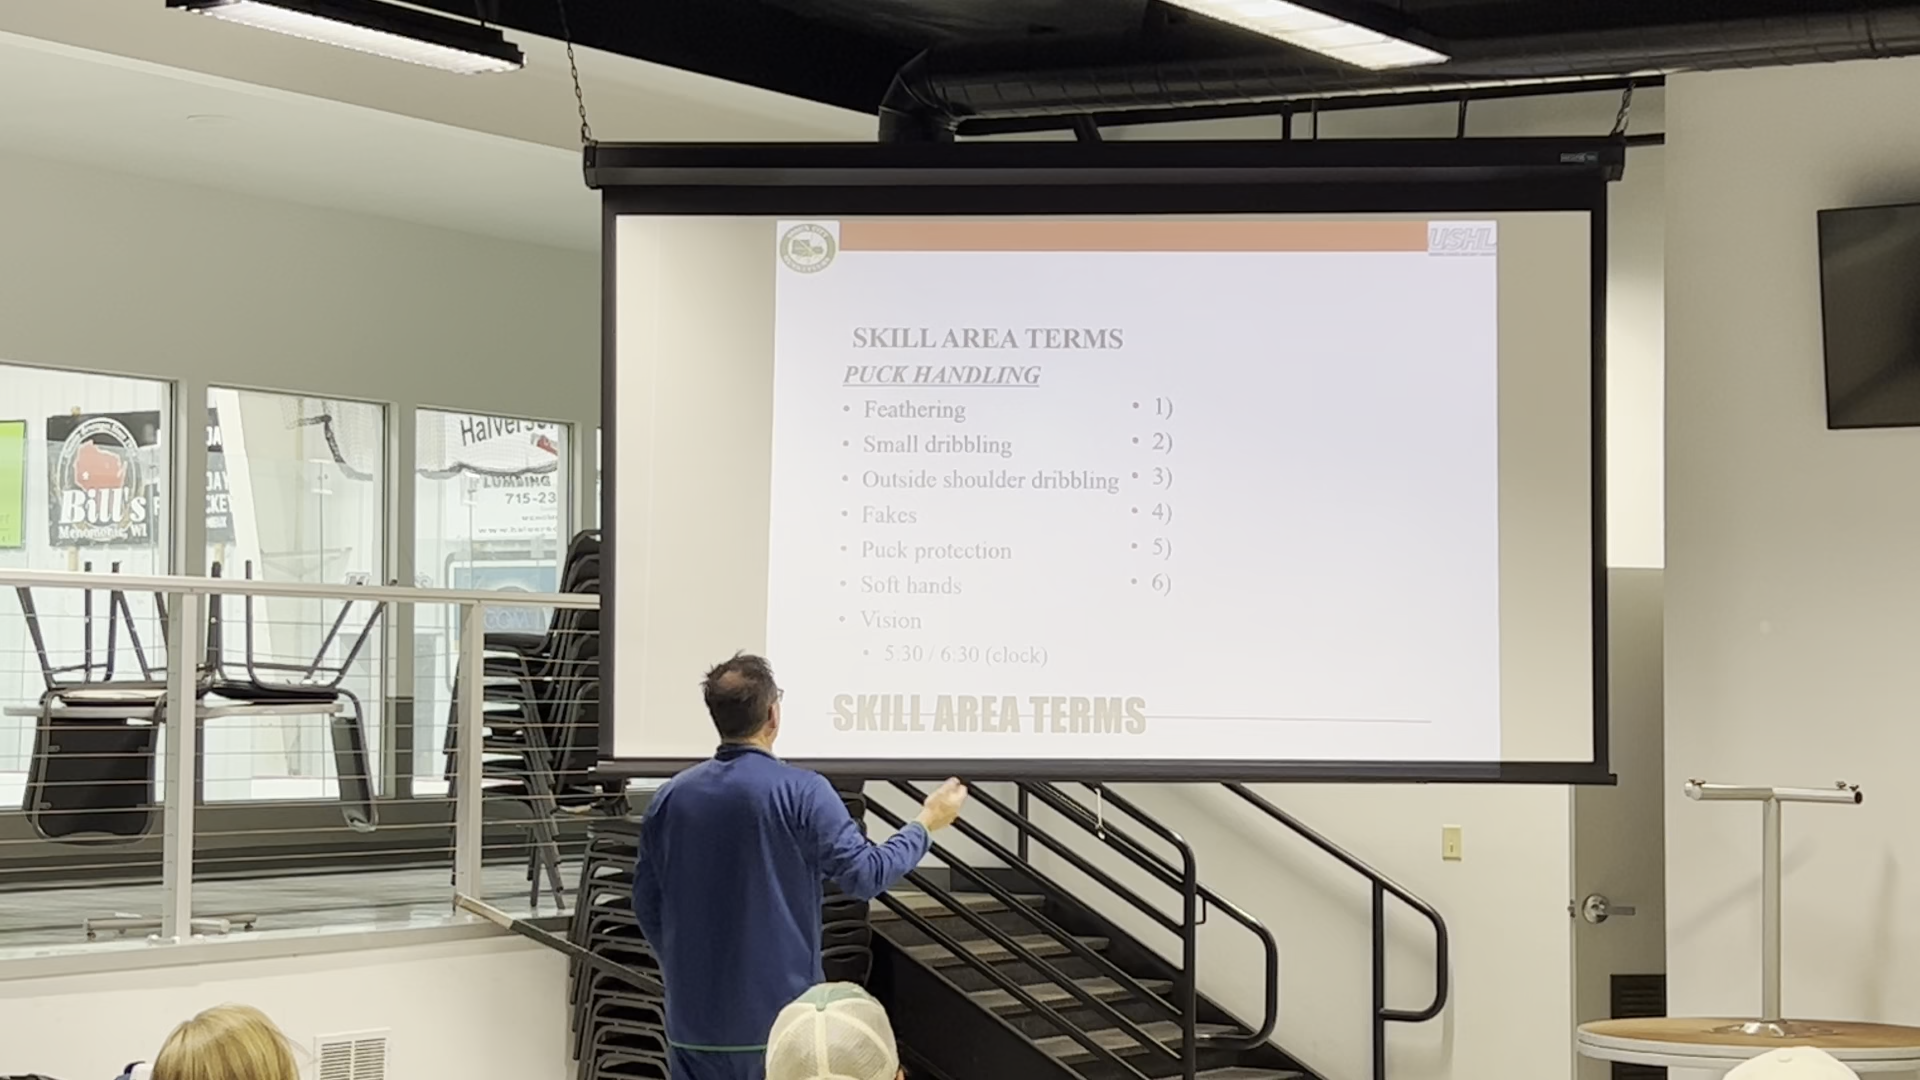 USHL
SKILL AREA TERMS
PUCK HANDLING
• Feathering
• Small dribbling
• Outside shoulder dribbling
• Fakes
• Puck protection
• Soft hands
• Vision
• 5:30 / 6:30 (clock)
• 1)
• 2)
• 3)
• 4)
• 5)
• 6)
SKILL AREA TERMS
Bill's
Menomonie, WI
Halverson
LUMBING
715-23